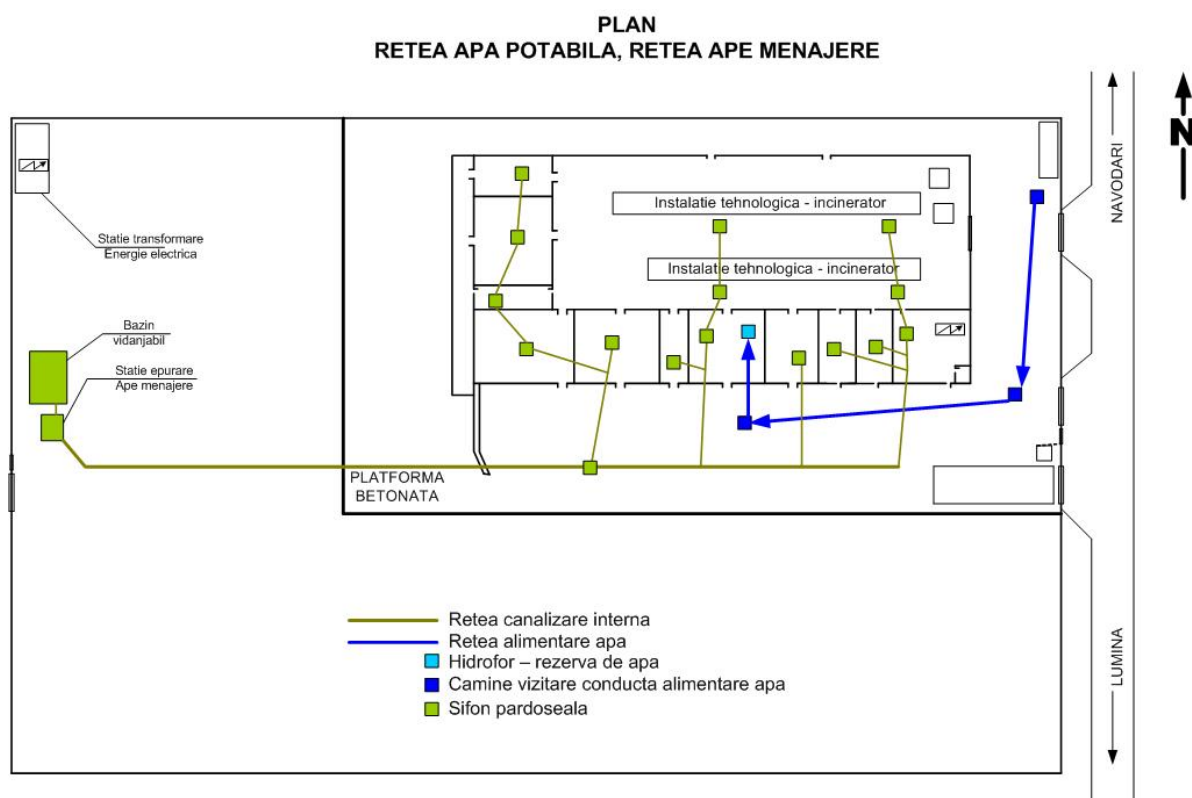 PLAN
RETEA APA POTABILA, RETEA APE MENAJERE
N
NAVODARI
Instalatie tehnologica - incinerator
Statie transformare
Energie electrica
Instalatie tehnologica - incinerator
Bazin
vidanjabil
Statie epurare
Ape menajere
PLATFORMA
BETONATA
Retea canalizare interna
Retea alimentare apa
Hidrofor – rezerva de apa
Camine vizitare conducta alimentare apa
Sifon pardoseala
LUMINA